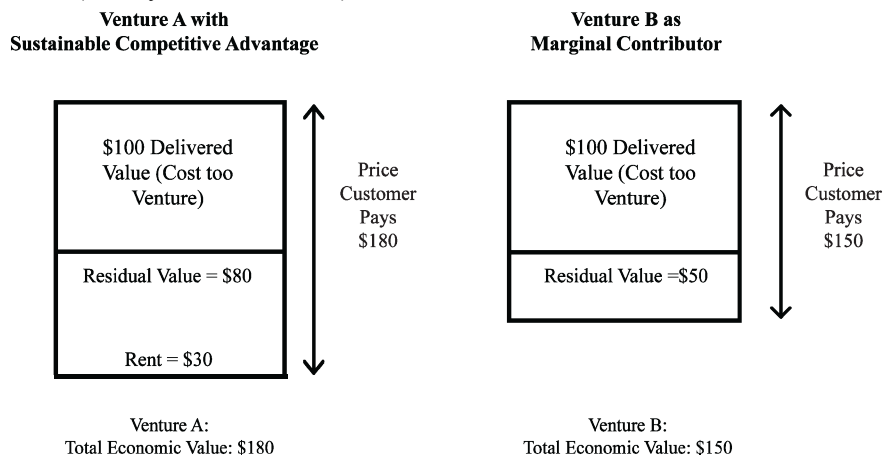 Venture A with
Sustainable Competitive Advantage
$100 Delivered
Value (Cost too
Venture)
Residual Value = $80
Rent = $30
Price
Customer
Pays
$180
Venture A:
Total Economic Value: $180
Venture B as
Marginal Contributor
$100 Delivered
Value (Cost too
Venture)
Residual Value =$50
Price
Customer
Pays
$150
Venture B:
Total Economic Value: $150